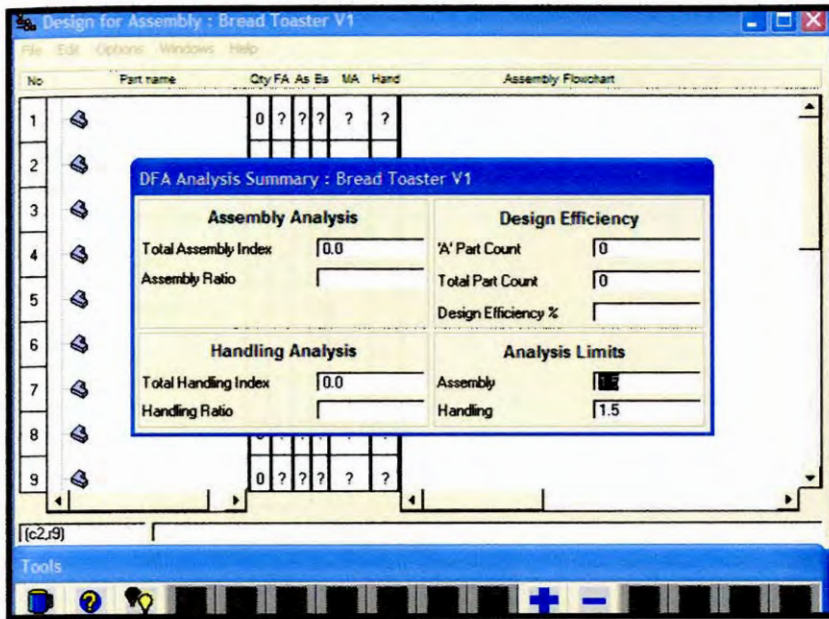 Design for Assembly : Bread Toaster V1
File Edit Options Windows Help
No Part name Qty FA As Bs MA Hand Assembly Flowchart
1 0 ? ? ? ? ?
2
DFA Analysis Summary : Bread Toaster V1
Assembly Analysis
Total Assembly Index 0.0
Assembly Ratio
Design Efficiency
'A' Part Count 0
Total Part Count 0
Design Efficiency %
Handling Analysis
Total Handling Index 0.0
Handling Ratio
Analysis Limits
Assembly
Handling 1.5
3
4
5
6
7
8
9 0 ? ? ? ? ?
(c2,r9)
Tools